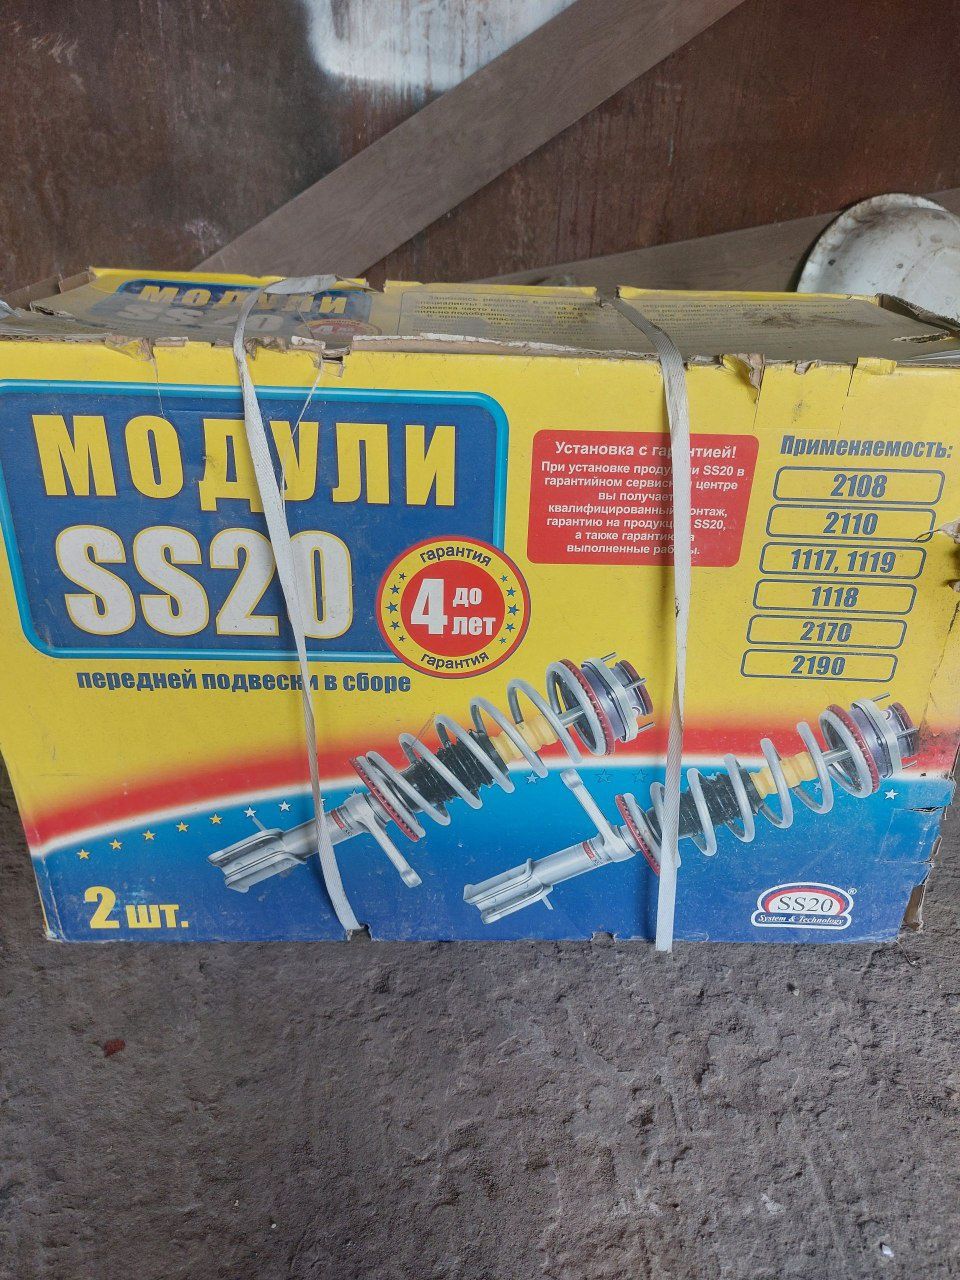 МОДУЛИ
SS20
4
МОДУЛИ
SS20
гарантия
4 до
лет
гарантия
передней подвески в сборе
Установка с гарантией!
При установке продукции SS20 в
гарантийном сервисном центре
вы получаете
квалифицированный монтаж,
гарантию на продукцию SS20,
а также гарантию на
выполненные работы.
Применяемость:
2108
2110
1117, 1119
1118
2170
2190
2 шт.
SS20
®
System & Technology